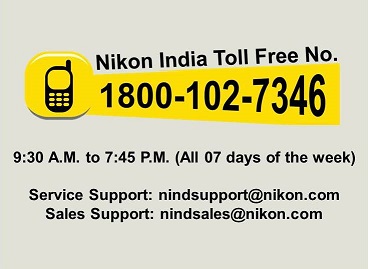 Nikon India Toll Free No.
1800-102-7346
9:30 A.M. to 7:45 P.M. (All 07 days of the week)
Service Support: nindsupport@nikon.com
Sales Support: nindsales@nikon.com